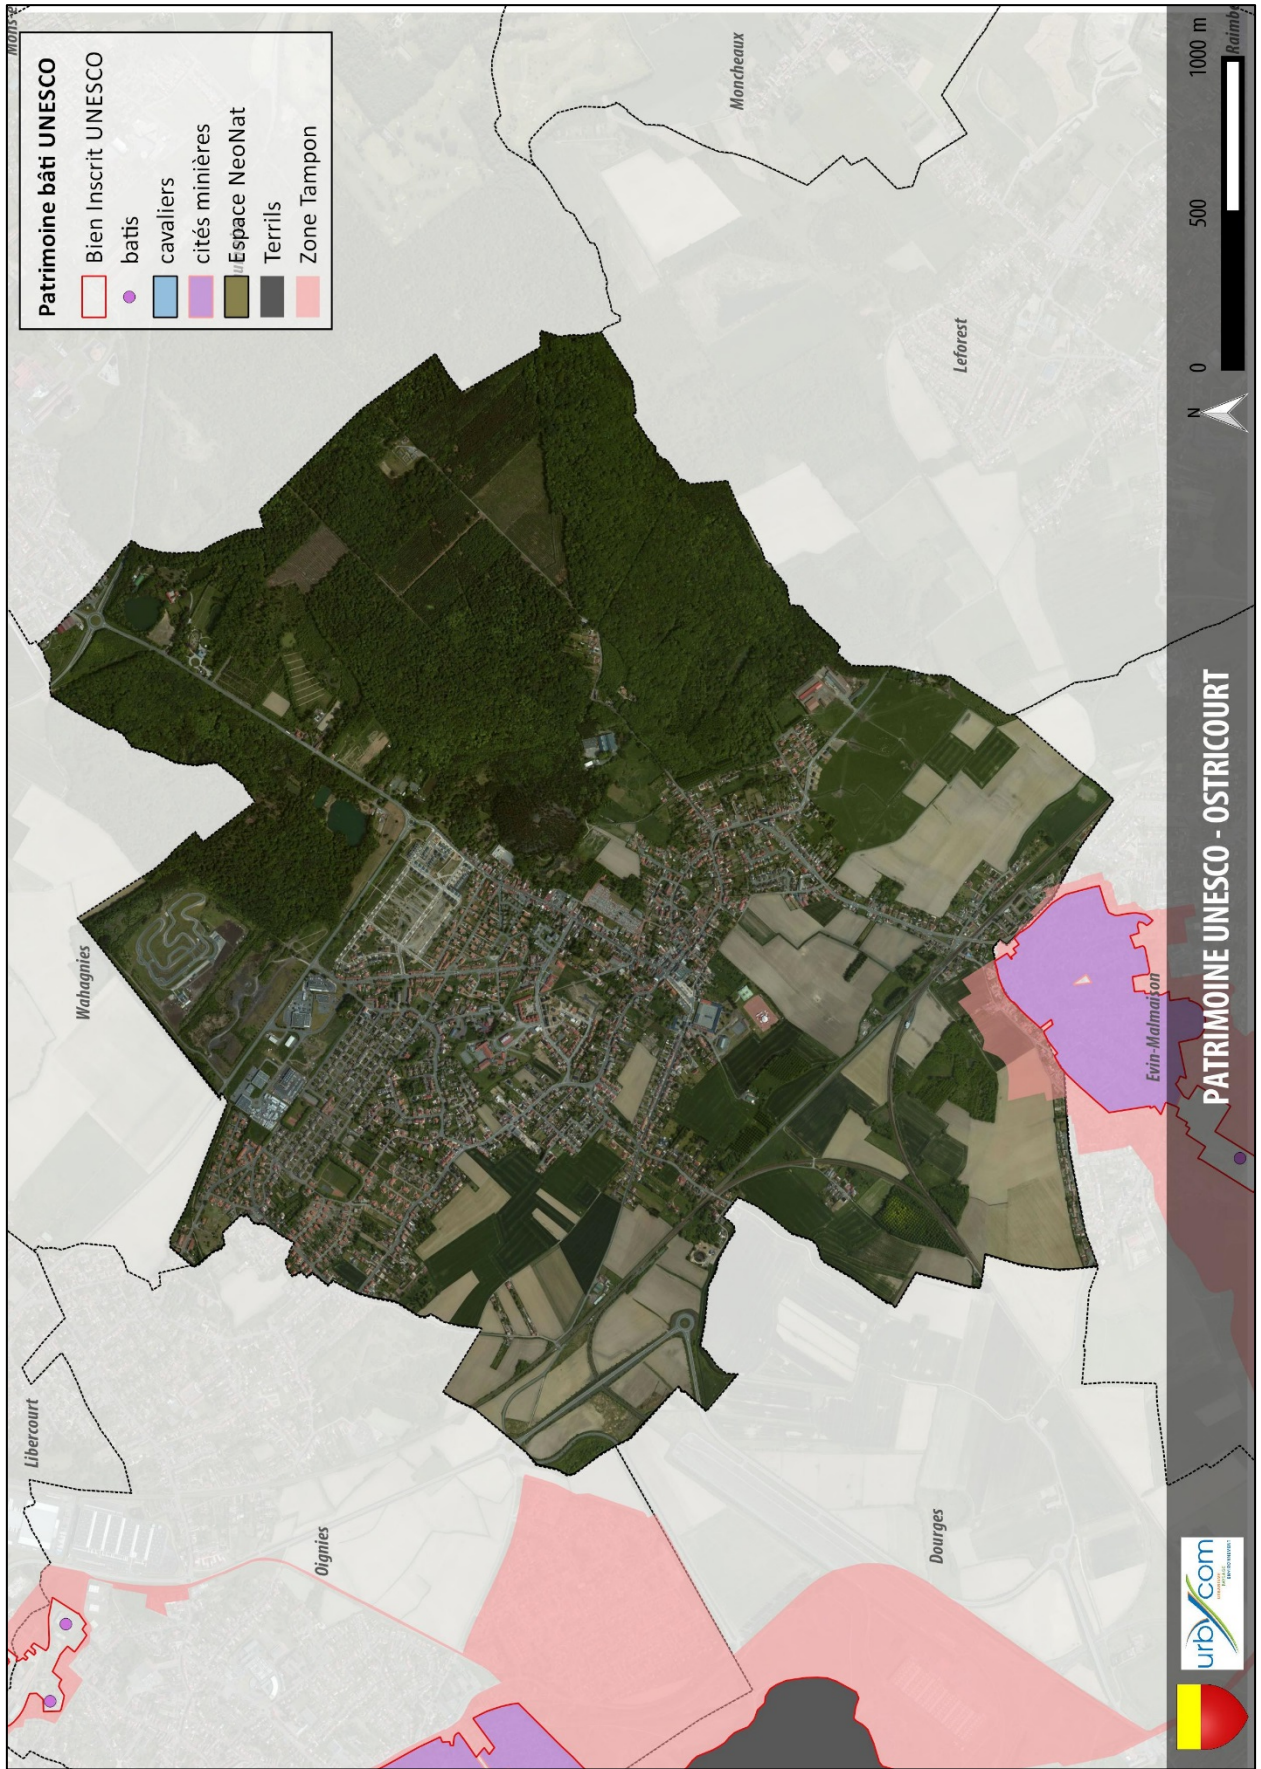 Patrimoine bâti UNESCO
Bien Inscrit UNESCO
batis
cavaliers
cités minières
Espace NeoNat
Terrils
Zone Tampon
Moncheaux
Wahagnies
Libercourt
Oignies
Leforest
Evin-Malmaison
Dourges
PATRIMOINE UNESCO - OSTRICOURT
N
0 500 1000 m
urbycom